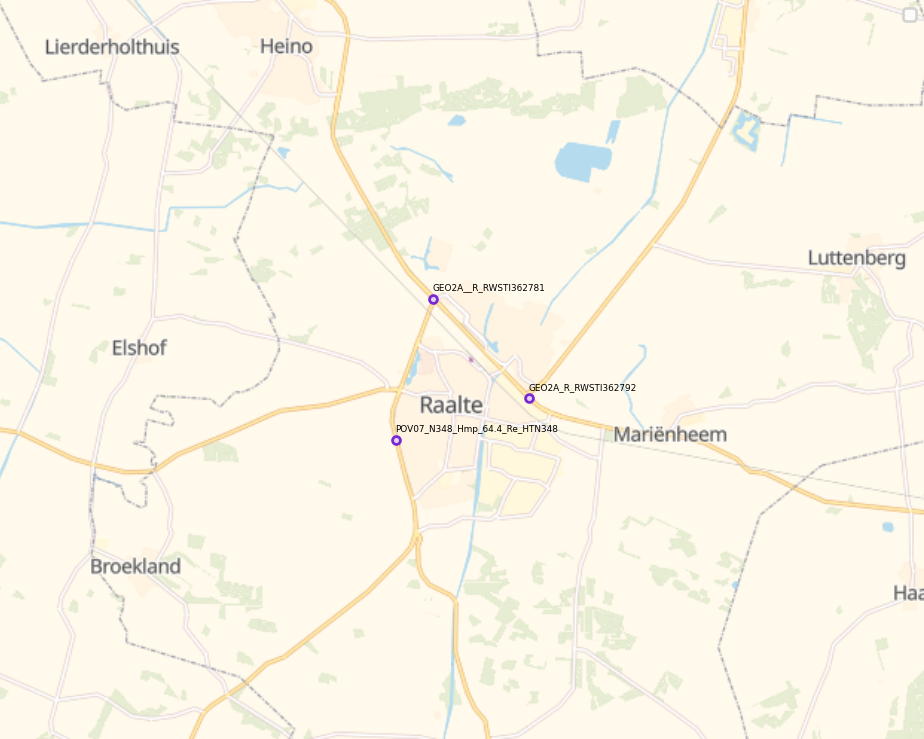 Lierderholthuis
Heino
Luttenberg
GEO2A__R_RWSTI362781
Elshof
GEO2A_R_RWSTI362792
Raalte
POV07_N348_Hmp_64.4_Re_HTN348
Mariënheem
Broekland
Haa